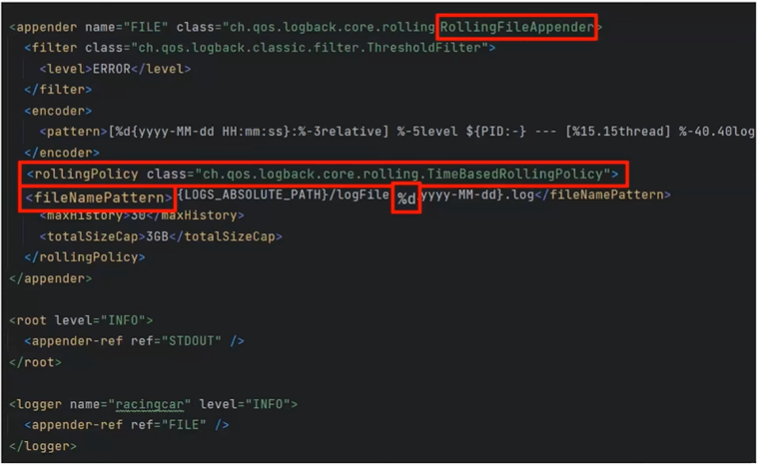 <appender name="FILE" class="ch.qos.logback.core.rolling RollingFileAppender>
<filter class="ch.qos.logback.classic.filter.ThresholdFilter">
<level>ERROR</level>
</filter>
<encoder>
<pattern>[%d{yyyy-MM-dd HH:mm:ss}:%-3relative] %-5level ${PID:-} --- [%15.15thread] %-40.40log
</encoder>
<rollingPolicy class="ch.qos.logback.core.rolling.TimeBasedRollingPolicy">
<fileNamePattern>{LOGS_ABSOLUTE_PATH}/logFile %d yyyy-MM-dd}.log</fileNamePattern>
<maxHistory>30</maxHistory>
<totalSizeCap>3GB</totalSizeCap>
</rollingPolicy>
</appender>
<root level="INFO">
<appender-ref ref="STDOUT" />
</root>
<logger name="racingcar" level="INFO">
<appender-ref ref="FILE" />
</logger>